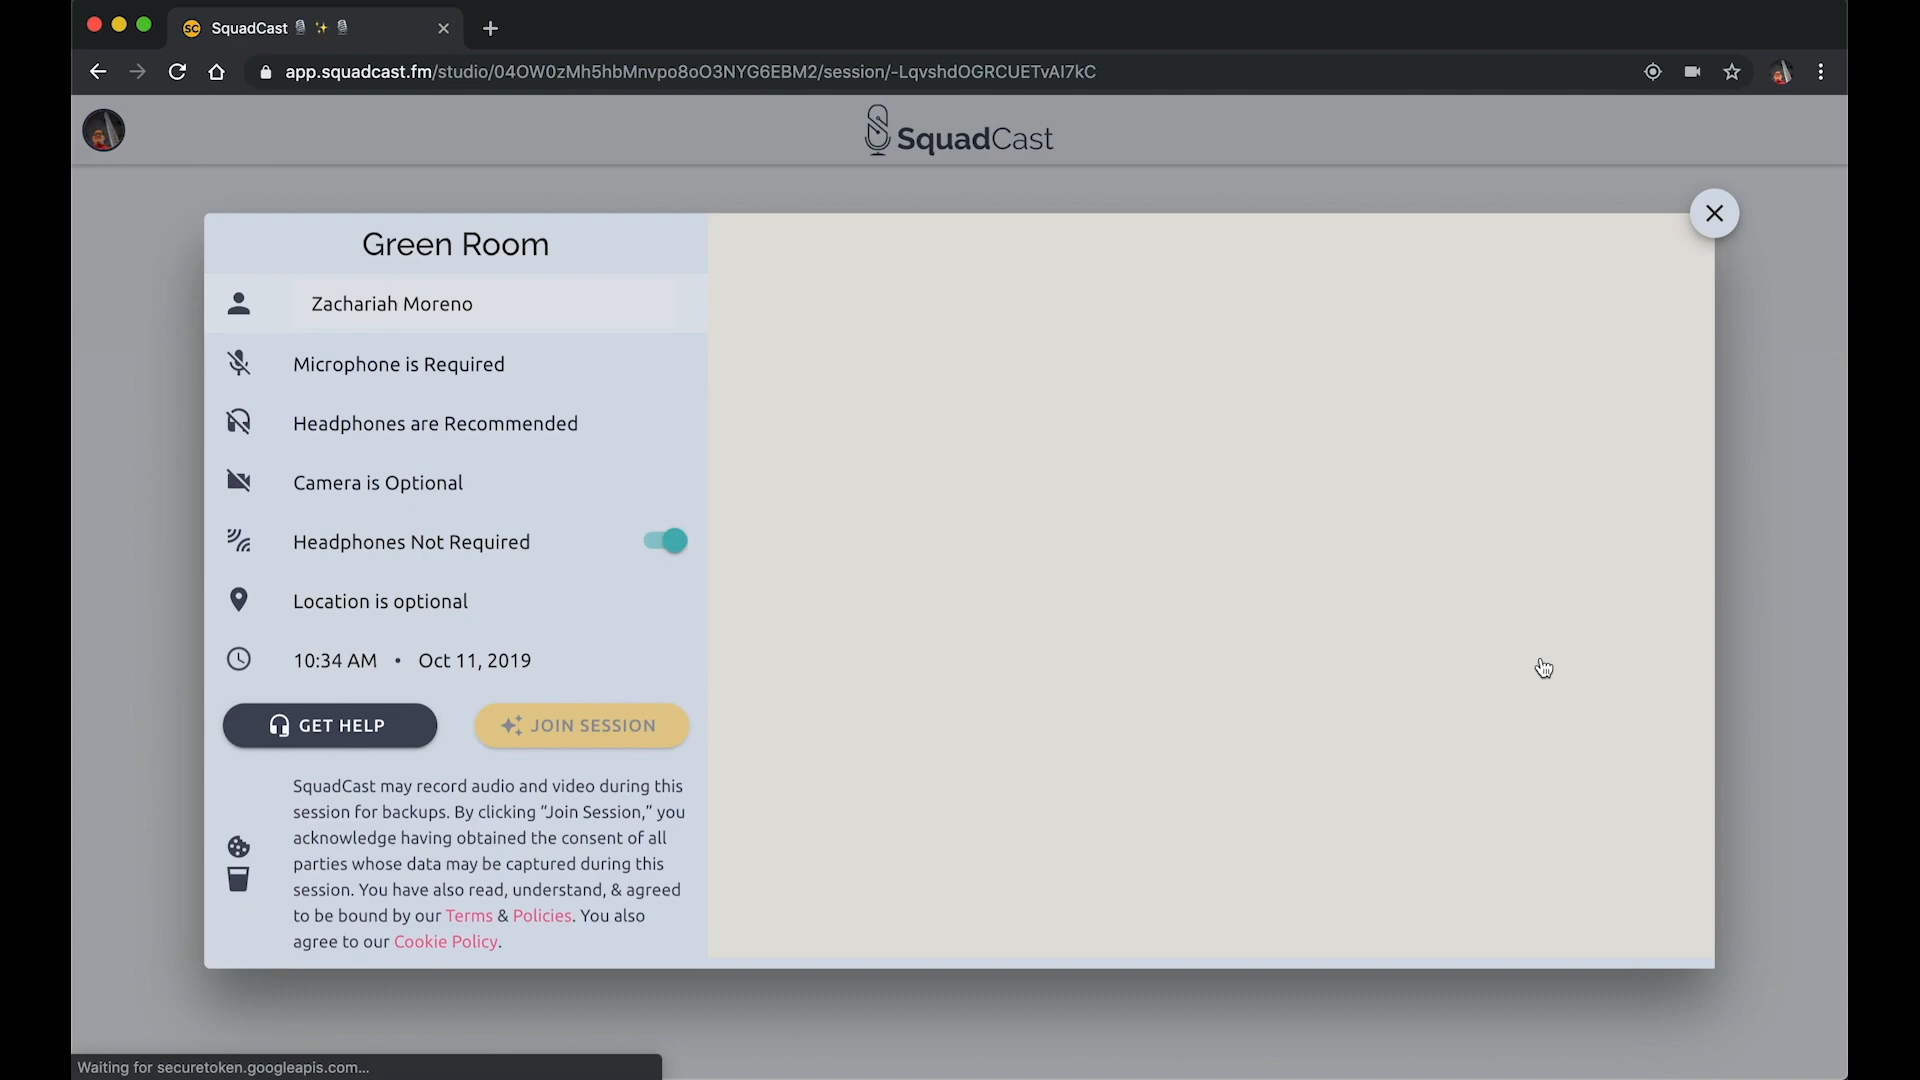 SquadCast
app.squadcast.fm/studio/04OW0zMh5hbMnvpo8oO3NYG6EBM2/session/-LqvshdOGRCUETvAI7kC
SquadCast
Green Room
Zachariah Moreno
Microphone is Required
Headphones are Recommended
Camera is Optional
Headphones Not Required
Location is optional
10:34 AM • Oct 11, 2019
GET HELP
JOIN SESSION
SquadCast may record audio and video during this
session for backups. By clicking “Join Session,” you
acknowledge having obtained the consent of all
parties whose data may be captured during this
session. You have also read, understand, & agreed
to be bound by our Terms & Policies. You also
agree to our Cookie Policy.
Waiting for securetoken.googleapis.com...